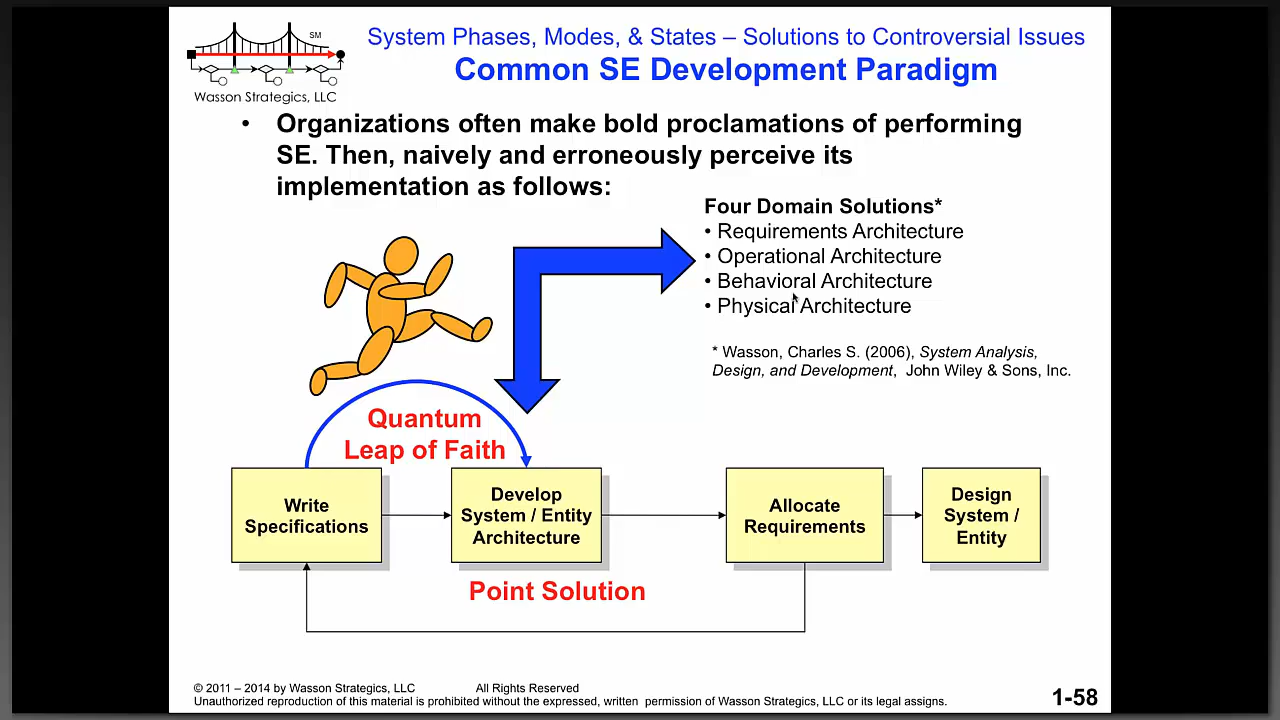 SM
Wasson Strategics, LLC
System Phases, Modes, & States – Solutions to Controversial Issues
Common SE Development Paradigm
• Organizations often make bold proclamations of performing
SE. Then, naively and erroneously perceive its
implementation as follows:
Four Domain Solutions*
• Requirements Architecture
• Operational Architecture
• Behavioral Architecture
• Physical Architecture
* Wasson, Charles S. (2006), System Analysis,
Design, and Development, John Wiley & Sons, Inc.
Quantum
Leap of Faith
Write
Specifications
Develop
System / Entity
Architecture
Allocate
Requirements
Design
System /
Entity
Point Solution
© 2011 – 2014 by Wasson Strategics, LLC All Rights Reserved
Unauthorized reproduction of this material is prohibited without the expressed, written permission of Wasson Strategics, LLC or its legal assigns.
1-58